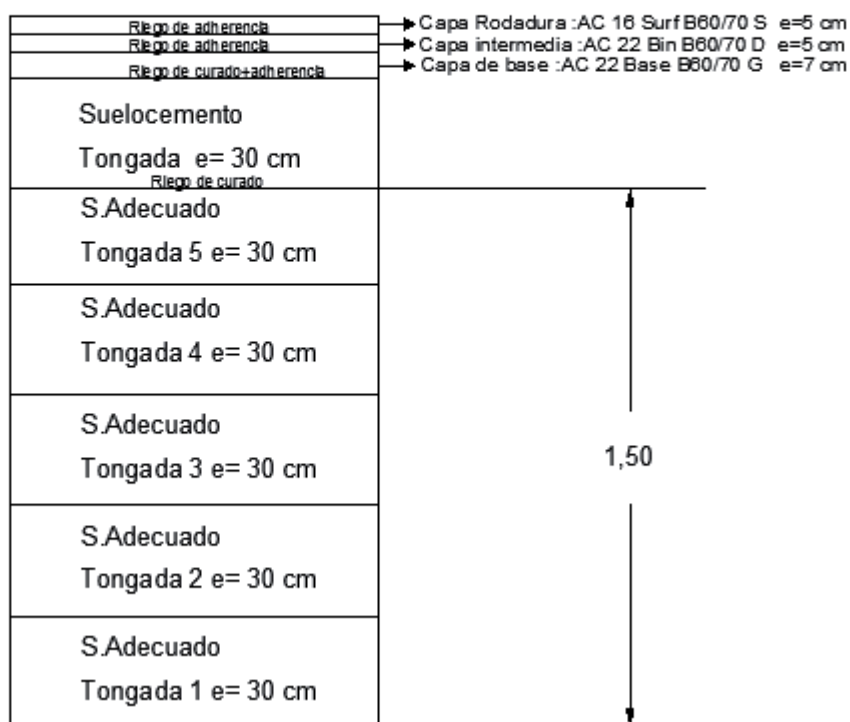 Riego de adherencia
Capa Rodadura :AC 16 Surf B60/70 S e=5 cm
Riego de adherencia
Capa intermedia :AC 22 Bin B60/70 D e=5 cm
Riego de curado+adherencia
Capa de base :AC 22 Base B60/70 G e=7 cm
Suelocemento
Tongada e= 30 cm
Riego de curado
S.Adecuado
Tongada 5 e= 30 cm
S.Adecuado
Tongada 4 e= 30 cm
S.Adecuado
Tongada 3 e= 30 cm
1,50
S.Adecuado
Tongada 2 e= 30 cm
S.Adecuado
Tongada 1 e= 30 cm